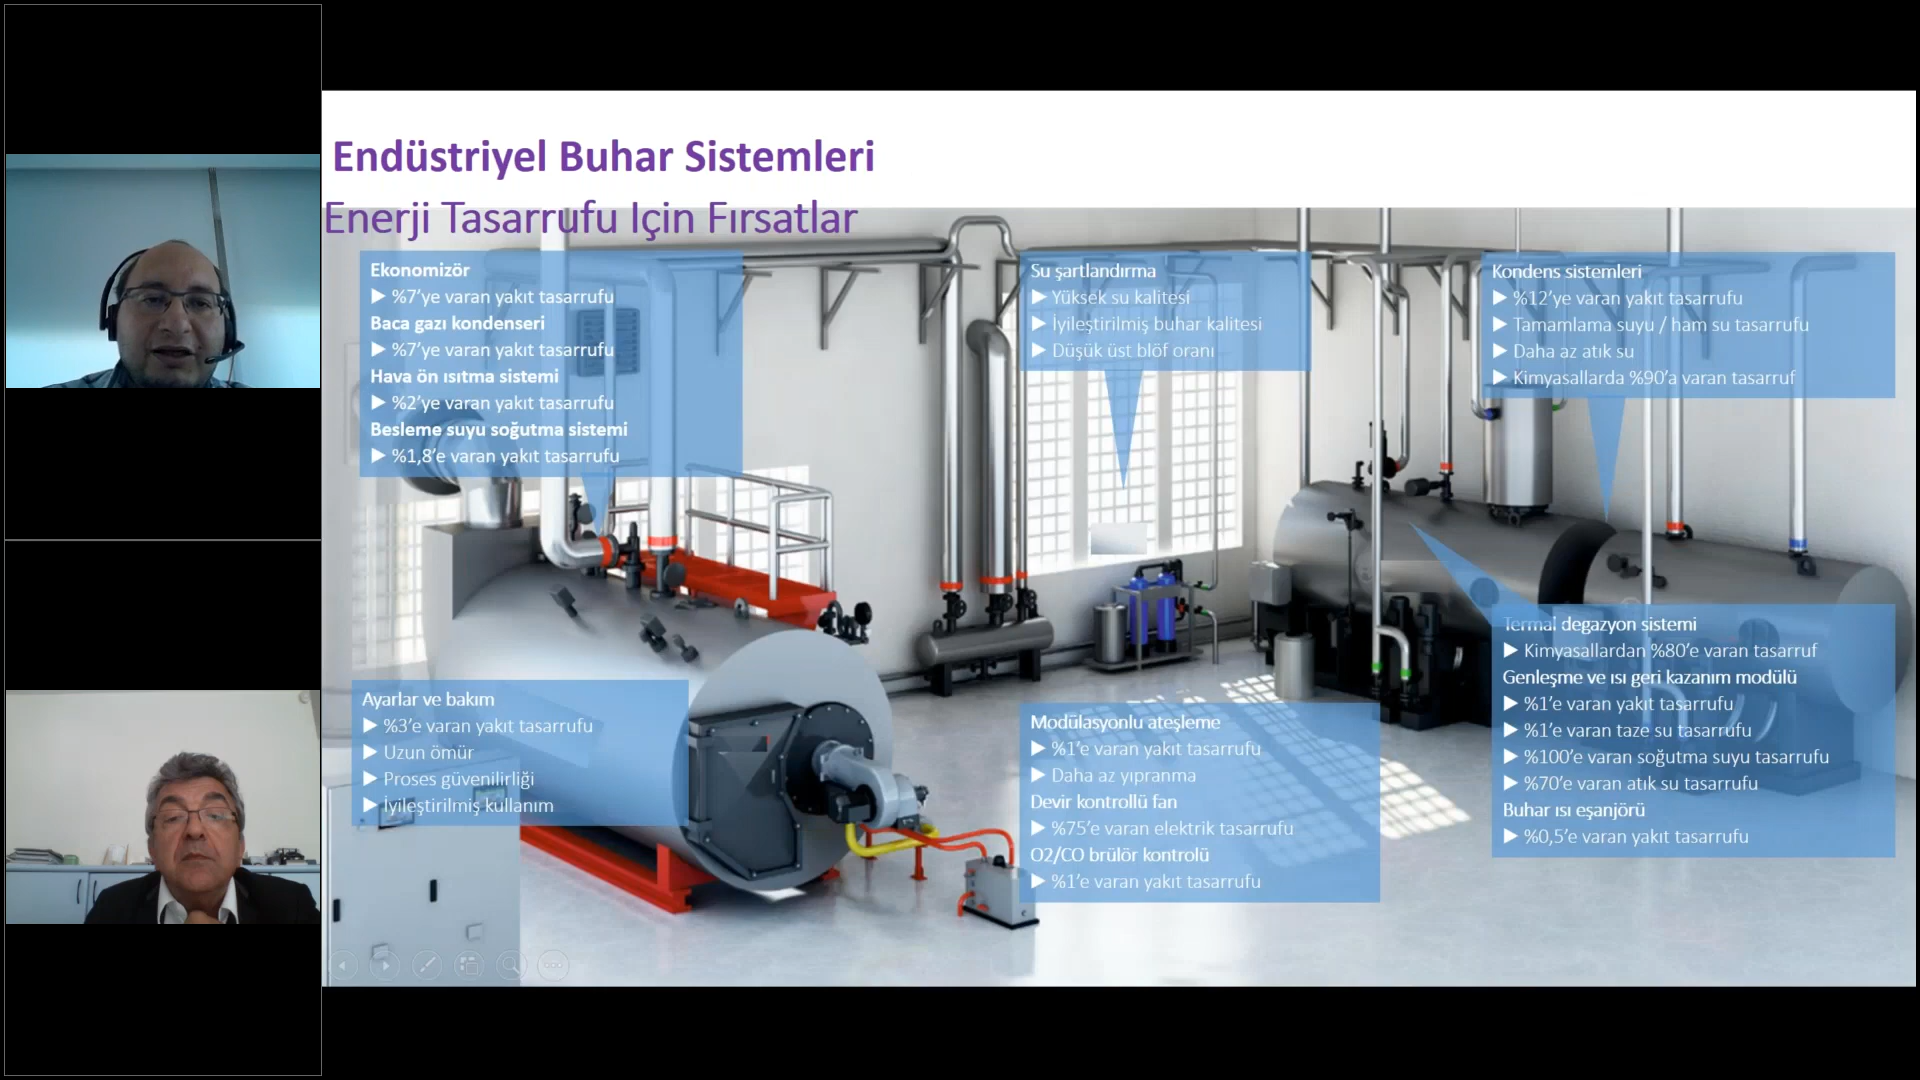 Endüstriyel Buhar Sistemleri
Enerji Tasarrufu Için Fırsatlar
Ekonomizör
▶ %7'ye varan yakıt tasarrufu
Baca gazı kondenseri
▶ %7'ye varan yakıt tasarrufu
Hava ön ısıtma sistemi
▶ %2'ye varan yakıt tasarrufu
Besleme suyu soğutma sistemi
▶ %1,8'e varan yakıt tasarrufu
Su şartlandırma
▶ Yüksek su kalitesi
▶ İyileştirilmiş buhar kalitesi
▶ Düşük üst blöf oranı
Kondens sistemleri
▶ %12'ye varan yakıt tasarrufu
▶ Tamamlama suyu / ham su tasarrufu
▶ Daha az atık su
▶ Kimyasallarda %90'a varan tasarruf
Ayarlar ve bakım
▶ %3'e varan yakıt tasarrufu
▶ Uzun ömür
▶ Proses güvenilirliği
▶ İyileştirilmiş kullanım
Modülasyonlu ateşleme
▶ %1'e varan yakıt tasarrufu
▶ Daha az yıpranma
Devir kontrollü fan
▶ %75'e varan elektrik tasarrufu
O2/CO brülör kontrolü
▶ %1'e varan yakıt tasarrufu
Termal degazyon sistemi
▶ Kimyasallardan %80'e varan tasarruf
Genleşme ve ısı geri kazanım modülü
▶ %1'e varan yakıt tasarrufu
▶ %1'e varan taze su tasarrufu
▶ %100'e varan soğutma suyu tasarrufu
▶ %70'e varan atık su tasarrufu
Buhar ısı eşanjörü
▶ %0,5'e varan yakıt tasarrufu